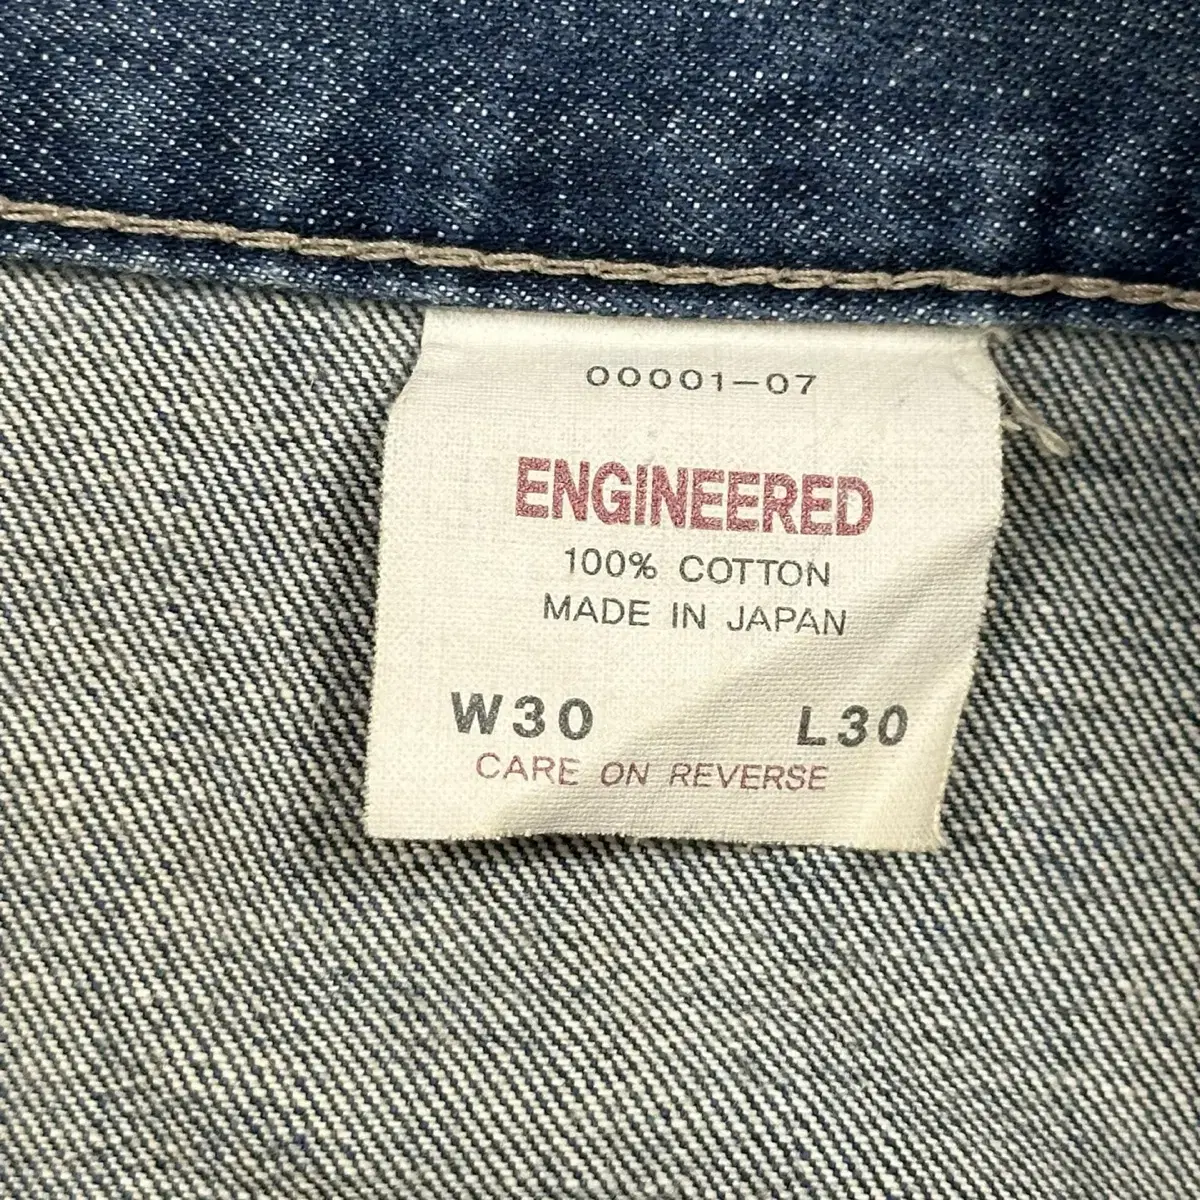 00001-07
ENGINEERED
100% COTTON
MADE IN JAPAN
W30 L30
CARE ON REVERSE